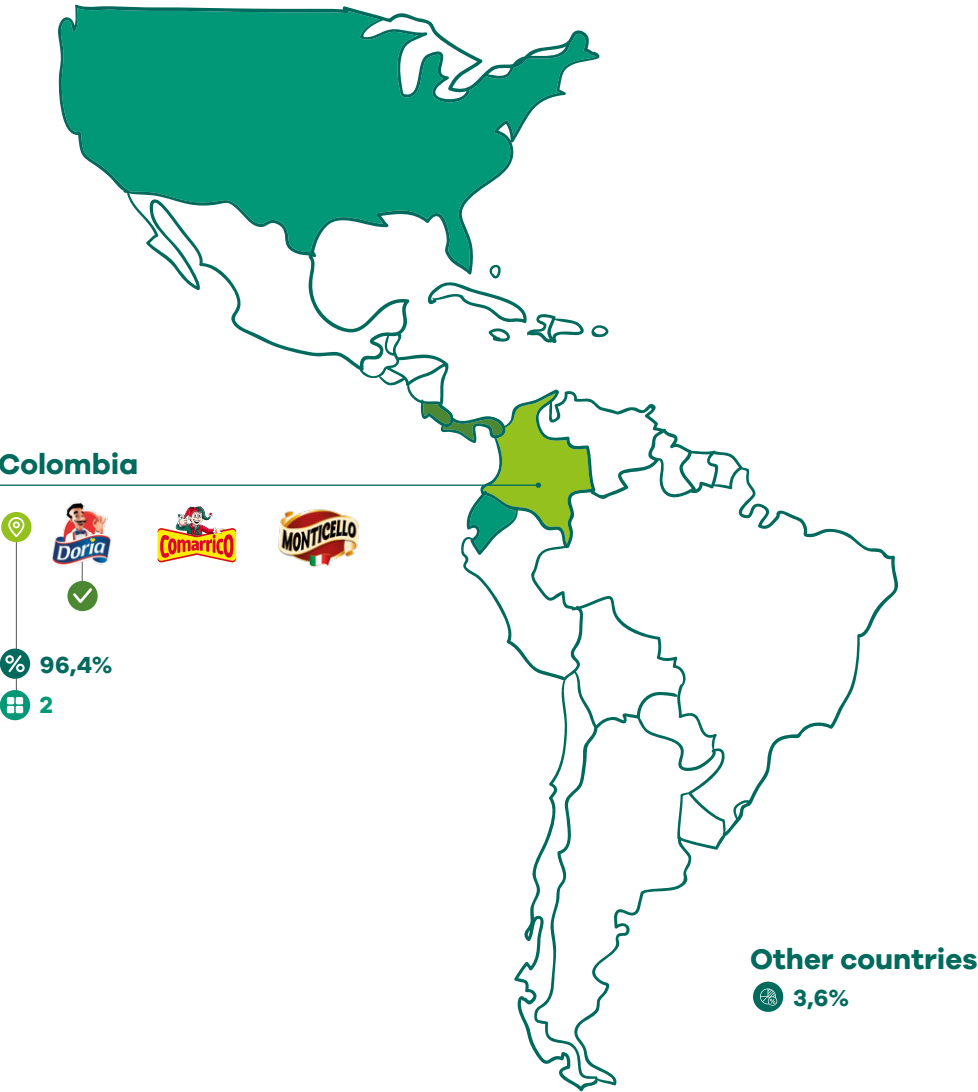 Colombia
Doria
Comarrico
MONTICELLO
96,4%
2
Other countries
3,6%